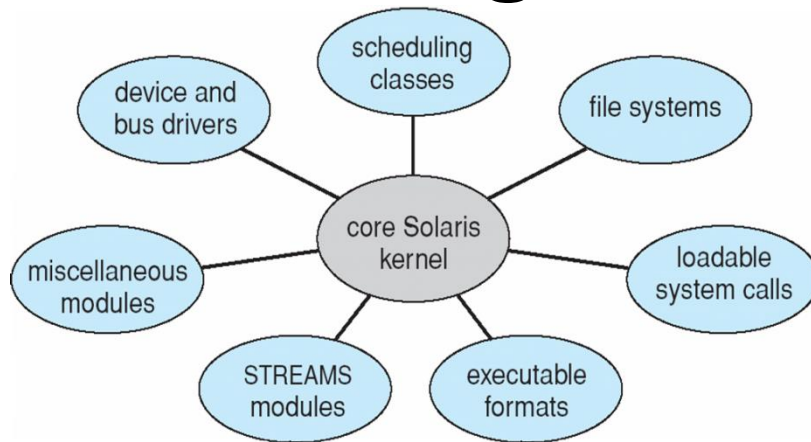 scheduling
classes
device and
bus drivers
file systems
core Solaris
kernel
miscellaneous
modules
loadable
system calls
STREAMS
modules
executable
formats